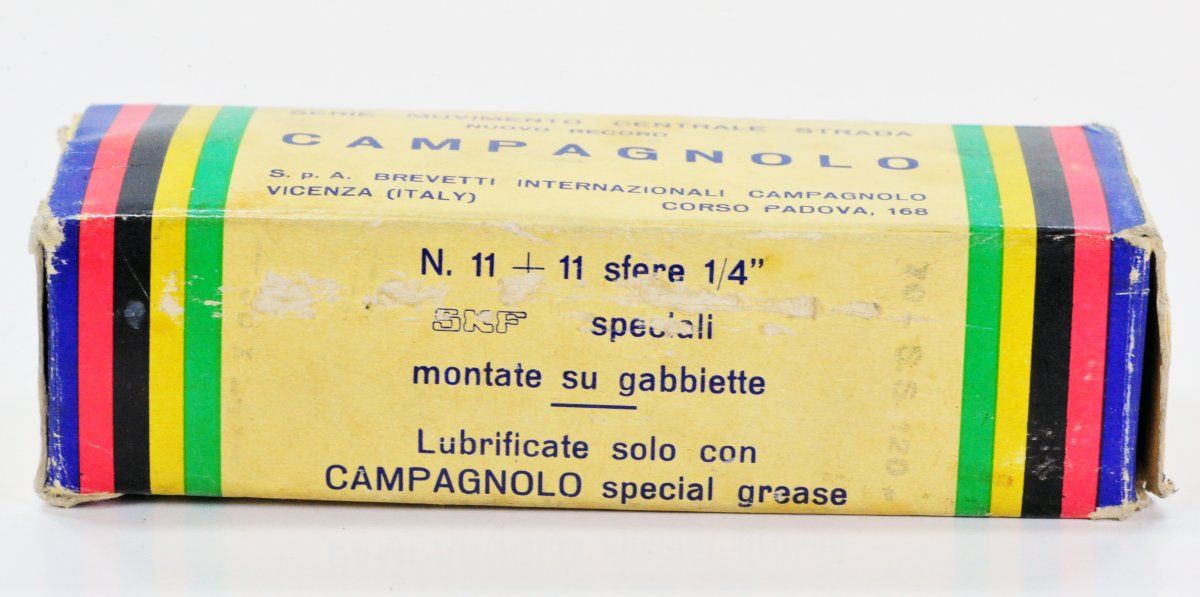 SERIE MOVIMENTO CENTRALE STRADA
NUOVO RECORD
CAMPAGNOLO
S. p. A. BREVETTI INTERNAZIONALI CAMPAGNOLO
VICENZA (ITALY) CORSO PADOVA, 168
N. 11 + 11 sfere 1/4”
SKF speciali
montate su gabbiette
Lubrificate solo con
CAMPAGNOLO special grease